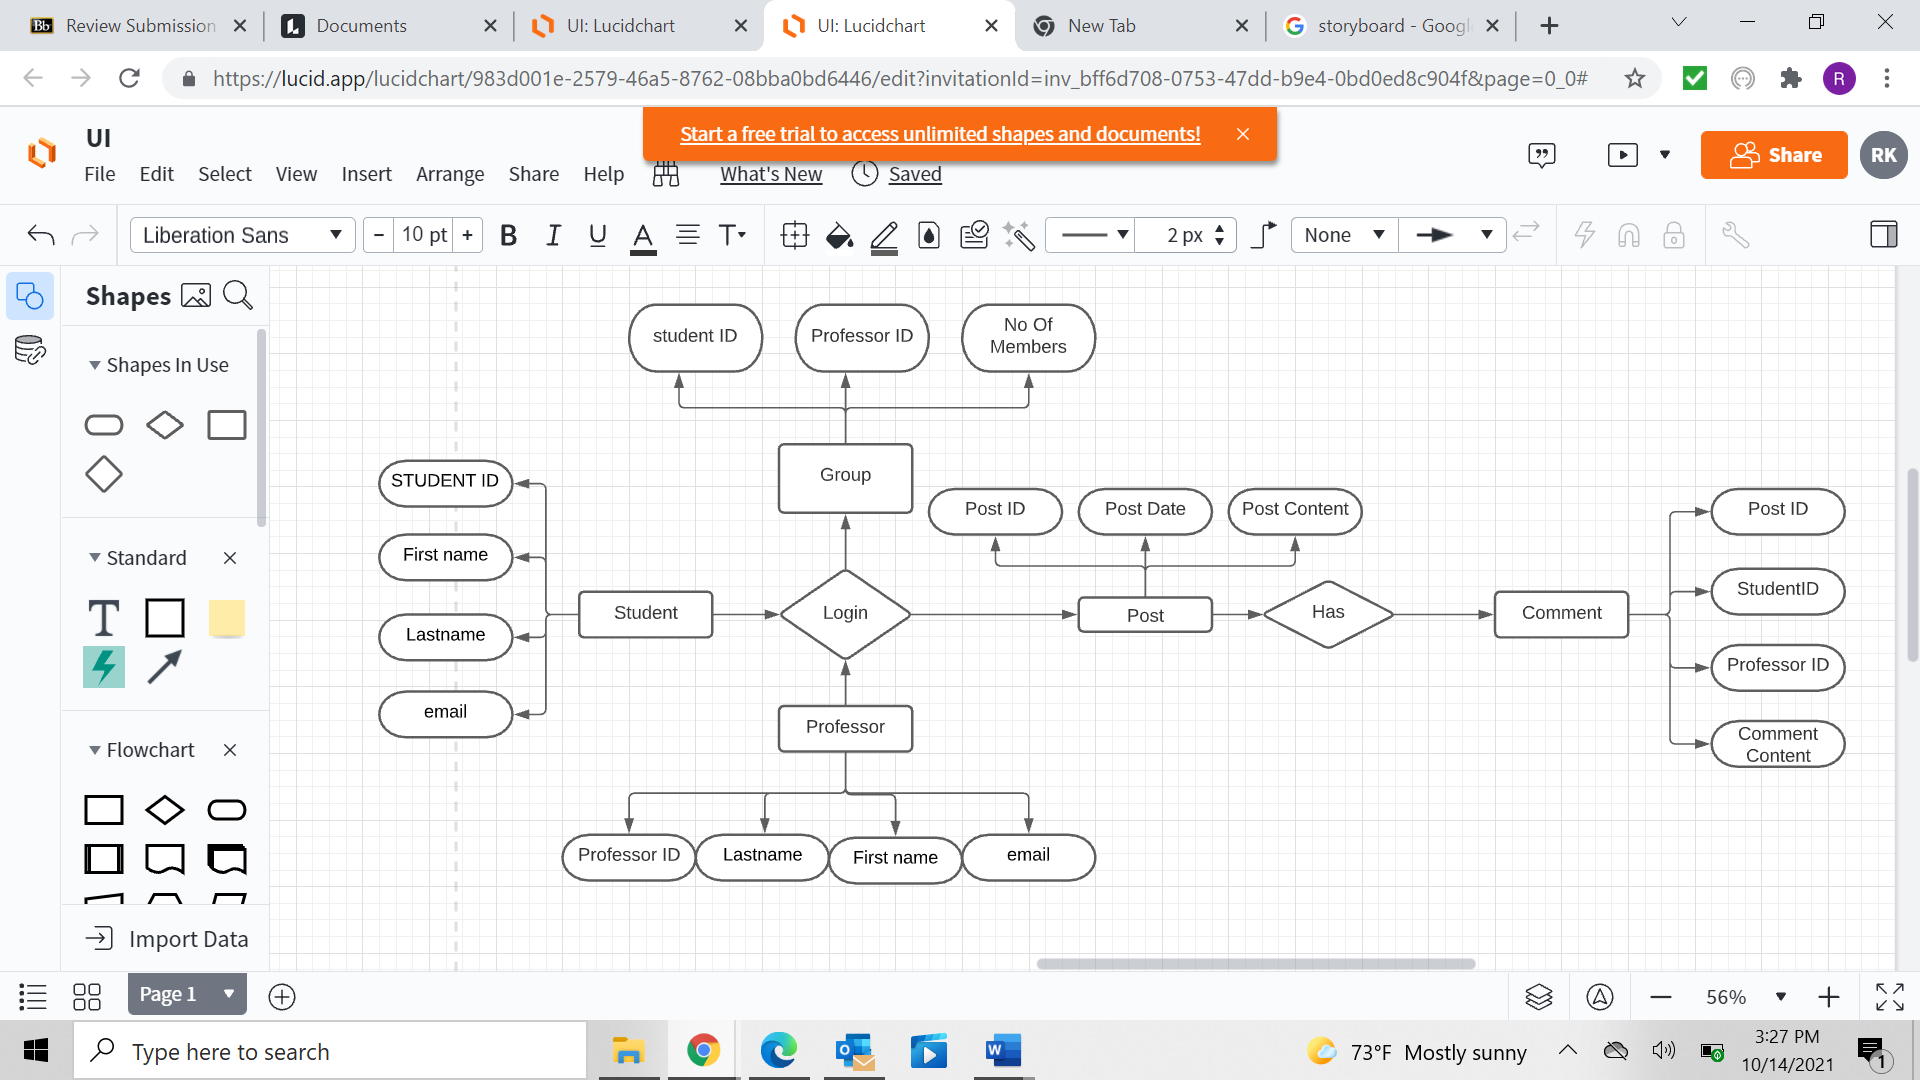 Bb Review Submission
Documents
UI: Lucidchart
UI: Lucidchart
New Tab
storyboard - Googl
https://lucid.app/lucidchart/983d001e-2579-46a5-8762-08bba0bd6446/edit?invitationId=inv_bff6d708-0753-47dd-b9e4-0bd0ed8c904f&page=0_0#
R
UI
Start a free trial to access unlimited shapes and documents!
File Edit Select View Insert Arrange Share Help What's New Saved
Share
RK
Liberation Sans
- 10 pt +
B I U A T
2 px
None
Shapes
Shapes In Use
Standard
T
Flowchart
Import Data
student ID
Professor ID
No Of
Members
Group
STUDENT ID
First name
Lastname
email
Student
Login
Post ID
Post Date
Post Content
Post
Has
Comment
Post ID
StudentID
Professor ID
Comment
Content
Professor
Professor ID
Lastname
First name
email
Page 1
56%
Type here to search
73°F Mostly sunny
3:27 PM
10/14/2021
1